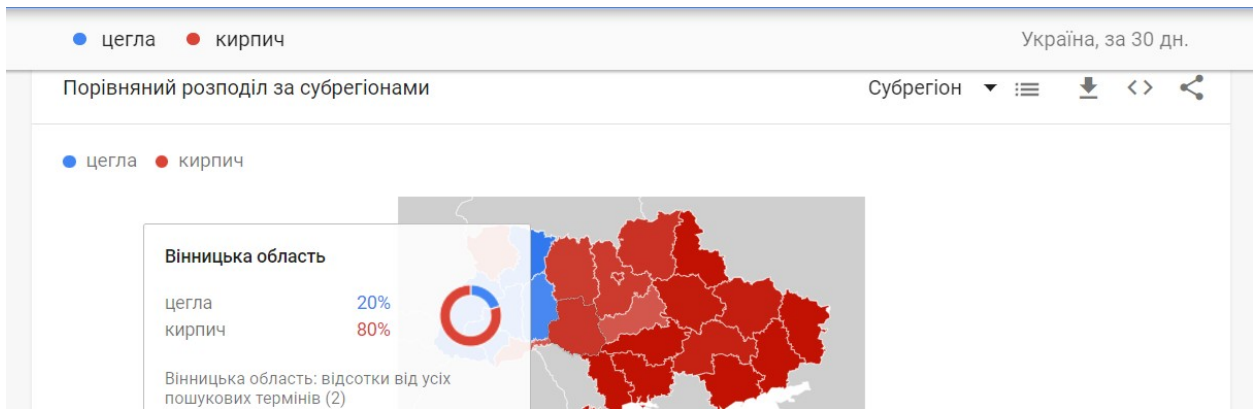 цегла кирпич Україна, за 30 дн.
Порівняний розподіл за субрегіонами Субрегіон
цегла кирпич
Вінницька область
цегла 20%
кирпич 80%
Вінницька область: відсотки від усіх
пошукових термінів (2)